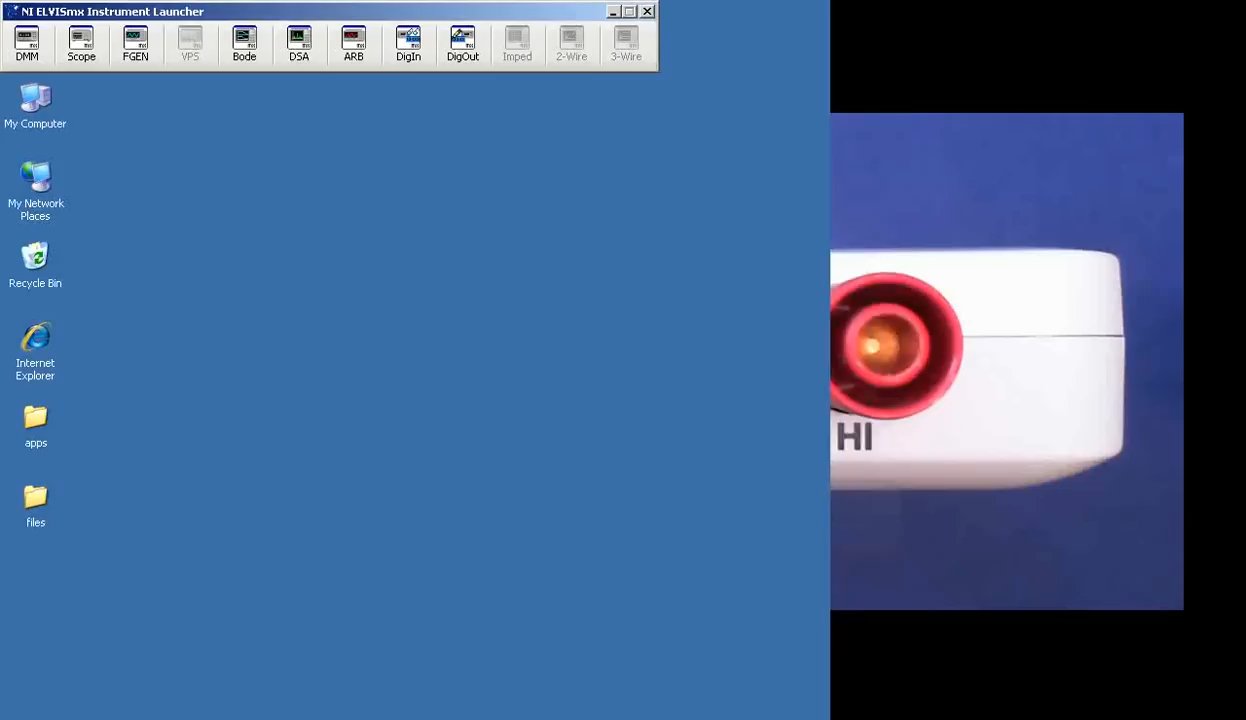 NI ELVISmx Instrument Launcher
DMM Scope FGEN VPS Bode DSA ARB DigIn DigOut Imped 2-Wire 3-Wire
My Computer
My Network
Places
Recycle Bin
Internet
Explorer
apps
files
HI